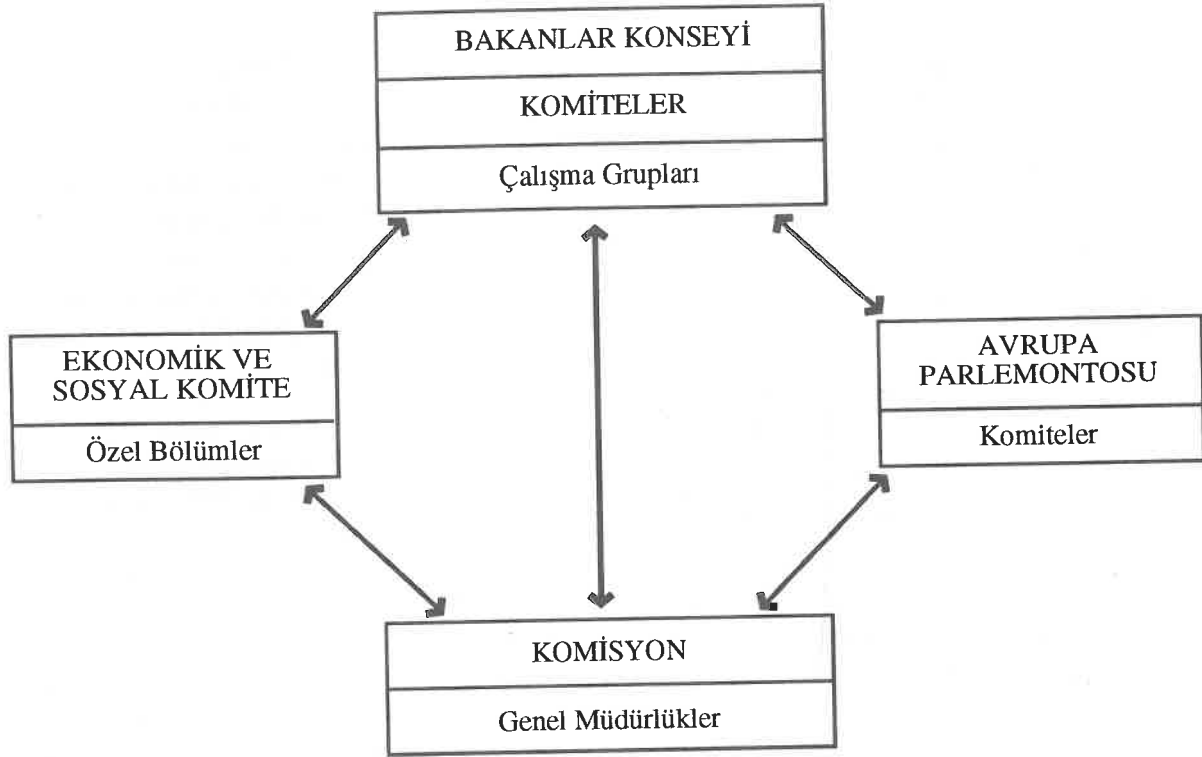 BAKANLAR KONSEYİ
KOMİTELER
Çalışma Grupları
EKONOMİK VE
SOSYAL KOMİTE
Özel Bölümler
AVRUPA
PARLEMONTOSU
Komiteler
KOMİSYON
Genel Müdürlükler